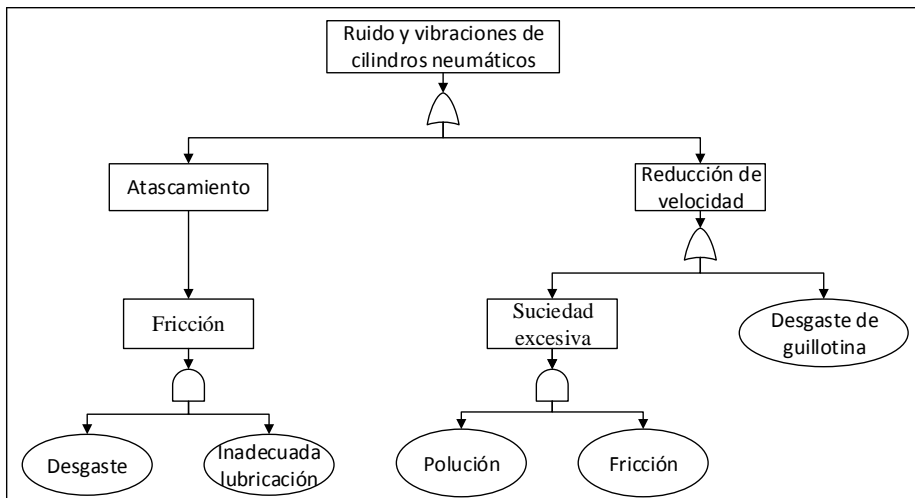 Ruido y vibraciones de
cilindros neumáticos
Atascamiento
Reducción de
velocidad
Fricción
Suciedad
excesiva
Desgaste de
guillotina
Desgaste
Inadecuada
lubricación
Polución
Fricción